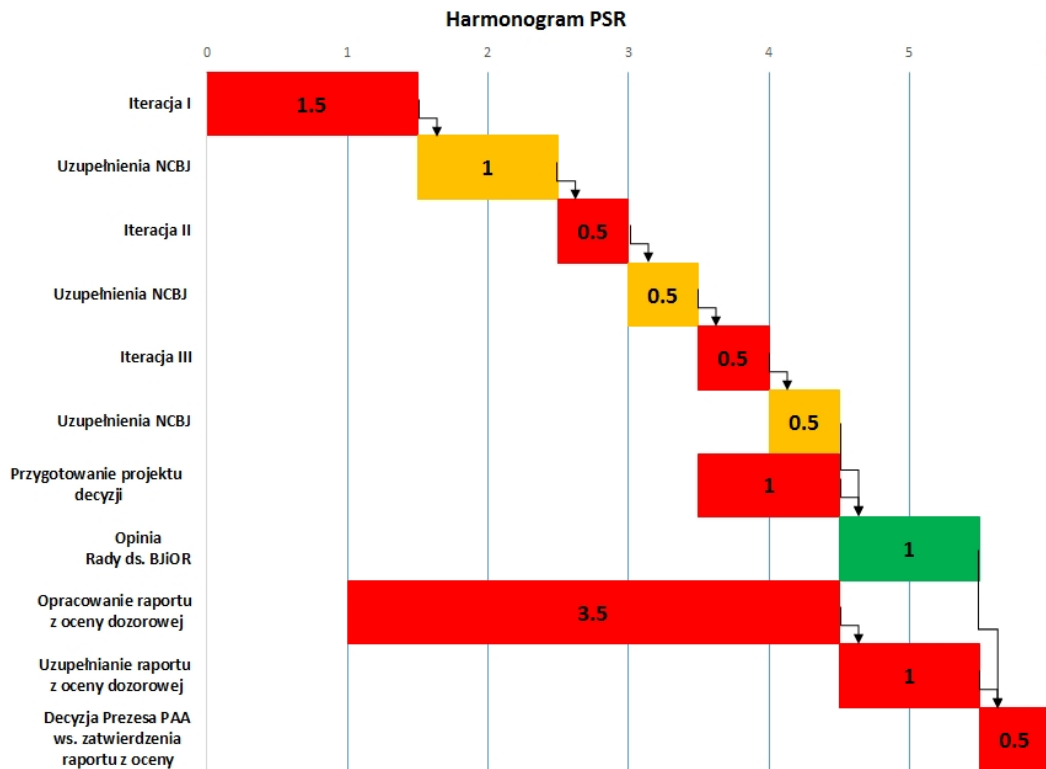 Harmonogram PSR
0 1 2 3 4 5
Iteracja I
1.5
Uzupełnienia NCBJ
1
Iteracja II
0.5
Uzupełnienia NCBJ
0.5
Iteracja III
0.5
Uzupełnienia NCBJ
0.5
Przygotowanie projektu
decyzji
1
Opinia
Rady ds. BJiOR
1
Opracowanie raportu
z oceny dozorowej
3.5
Uzupełnianie raportu
z oceny dozorowej
1
Decyzja Prezesa PAA
ws. zatwierdzenia
raportu z oceny
0.5